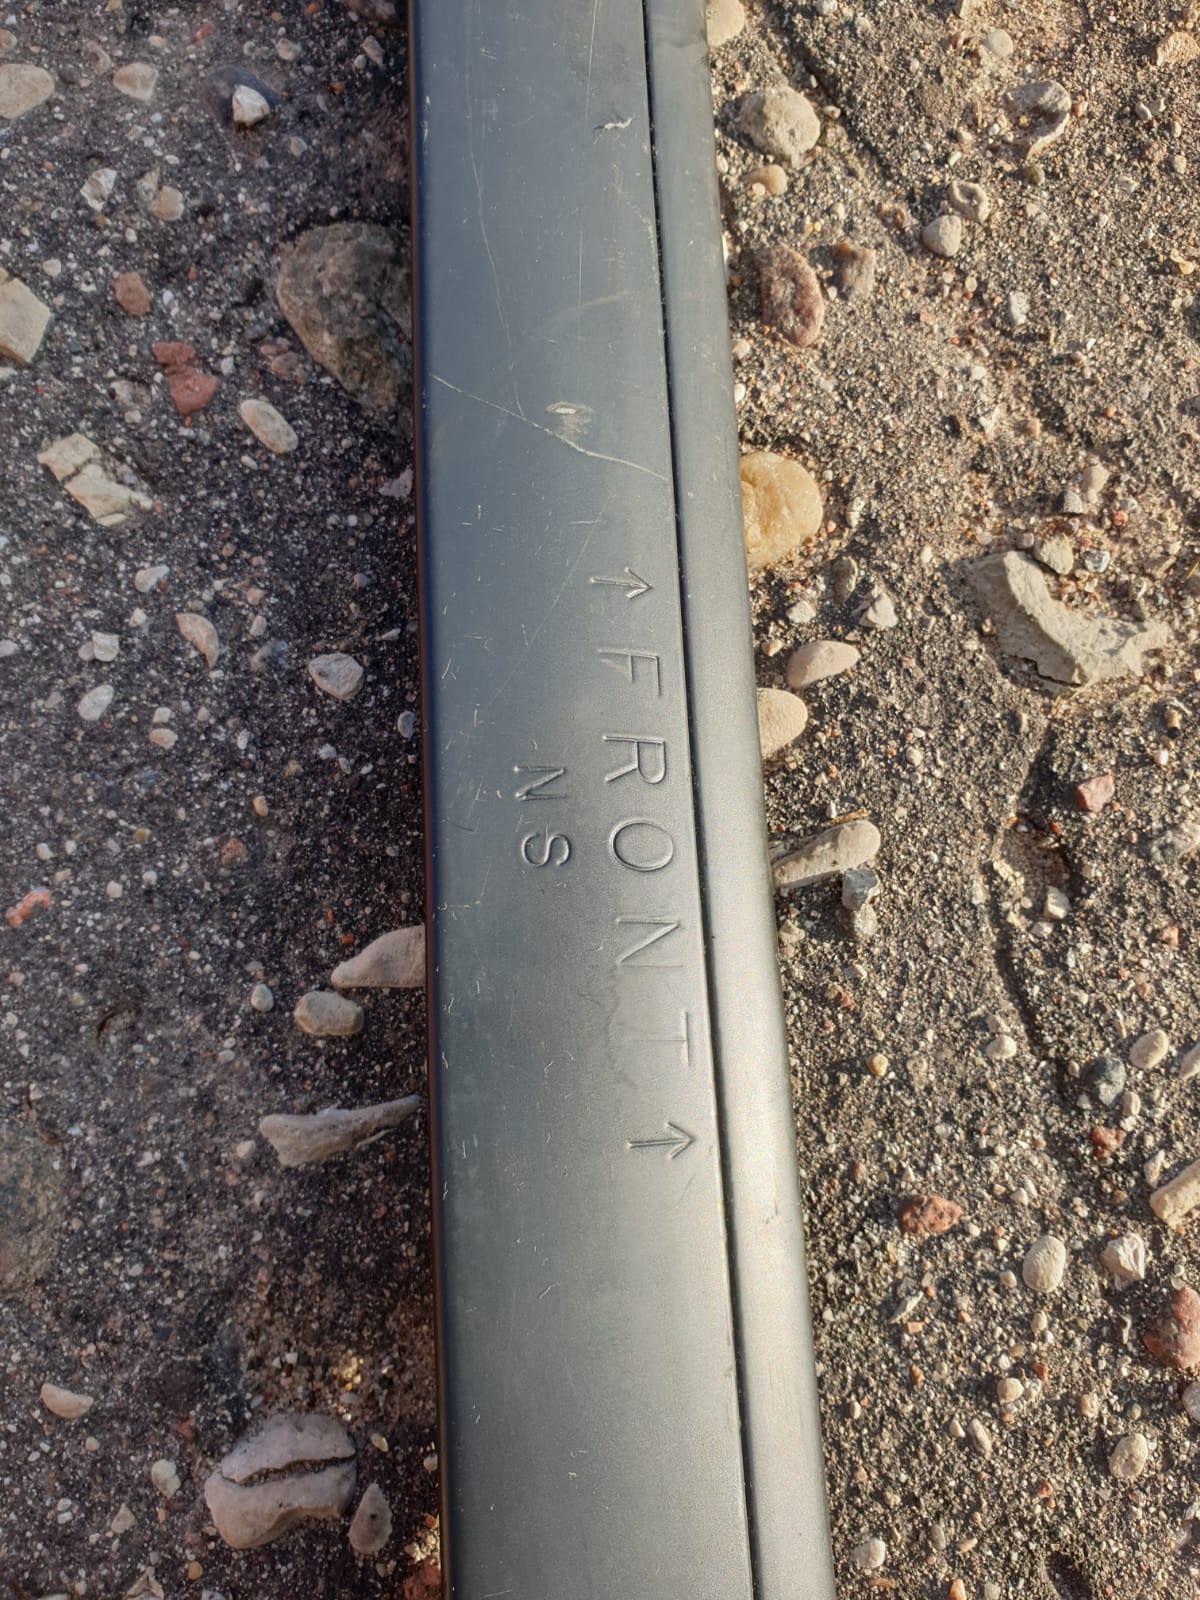 ↑ FRONT ↑
NS